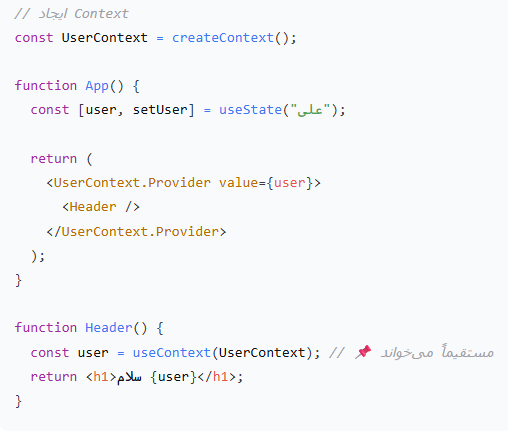 // ایجاد Context
const UserContext = createContext();

function App() {
  const [user, setUser] = useState("علی");

  return (
    <UserContext.Provider value={user}>
      <Header />
    </UserContext.Provider>
  );
}

function Header() {
  const user = useContext(UserContext); // 📌 مستقیماً می‌خواند
  return <h1>سلام {user}</h1>;
}